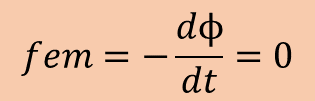 fem = − dϕ/dt = 0